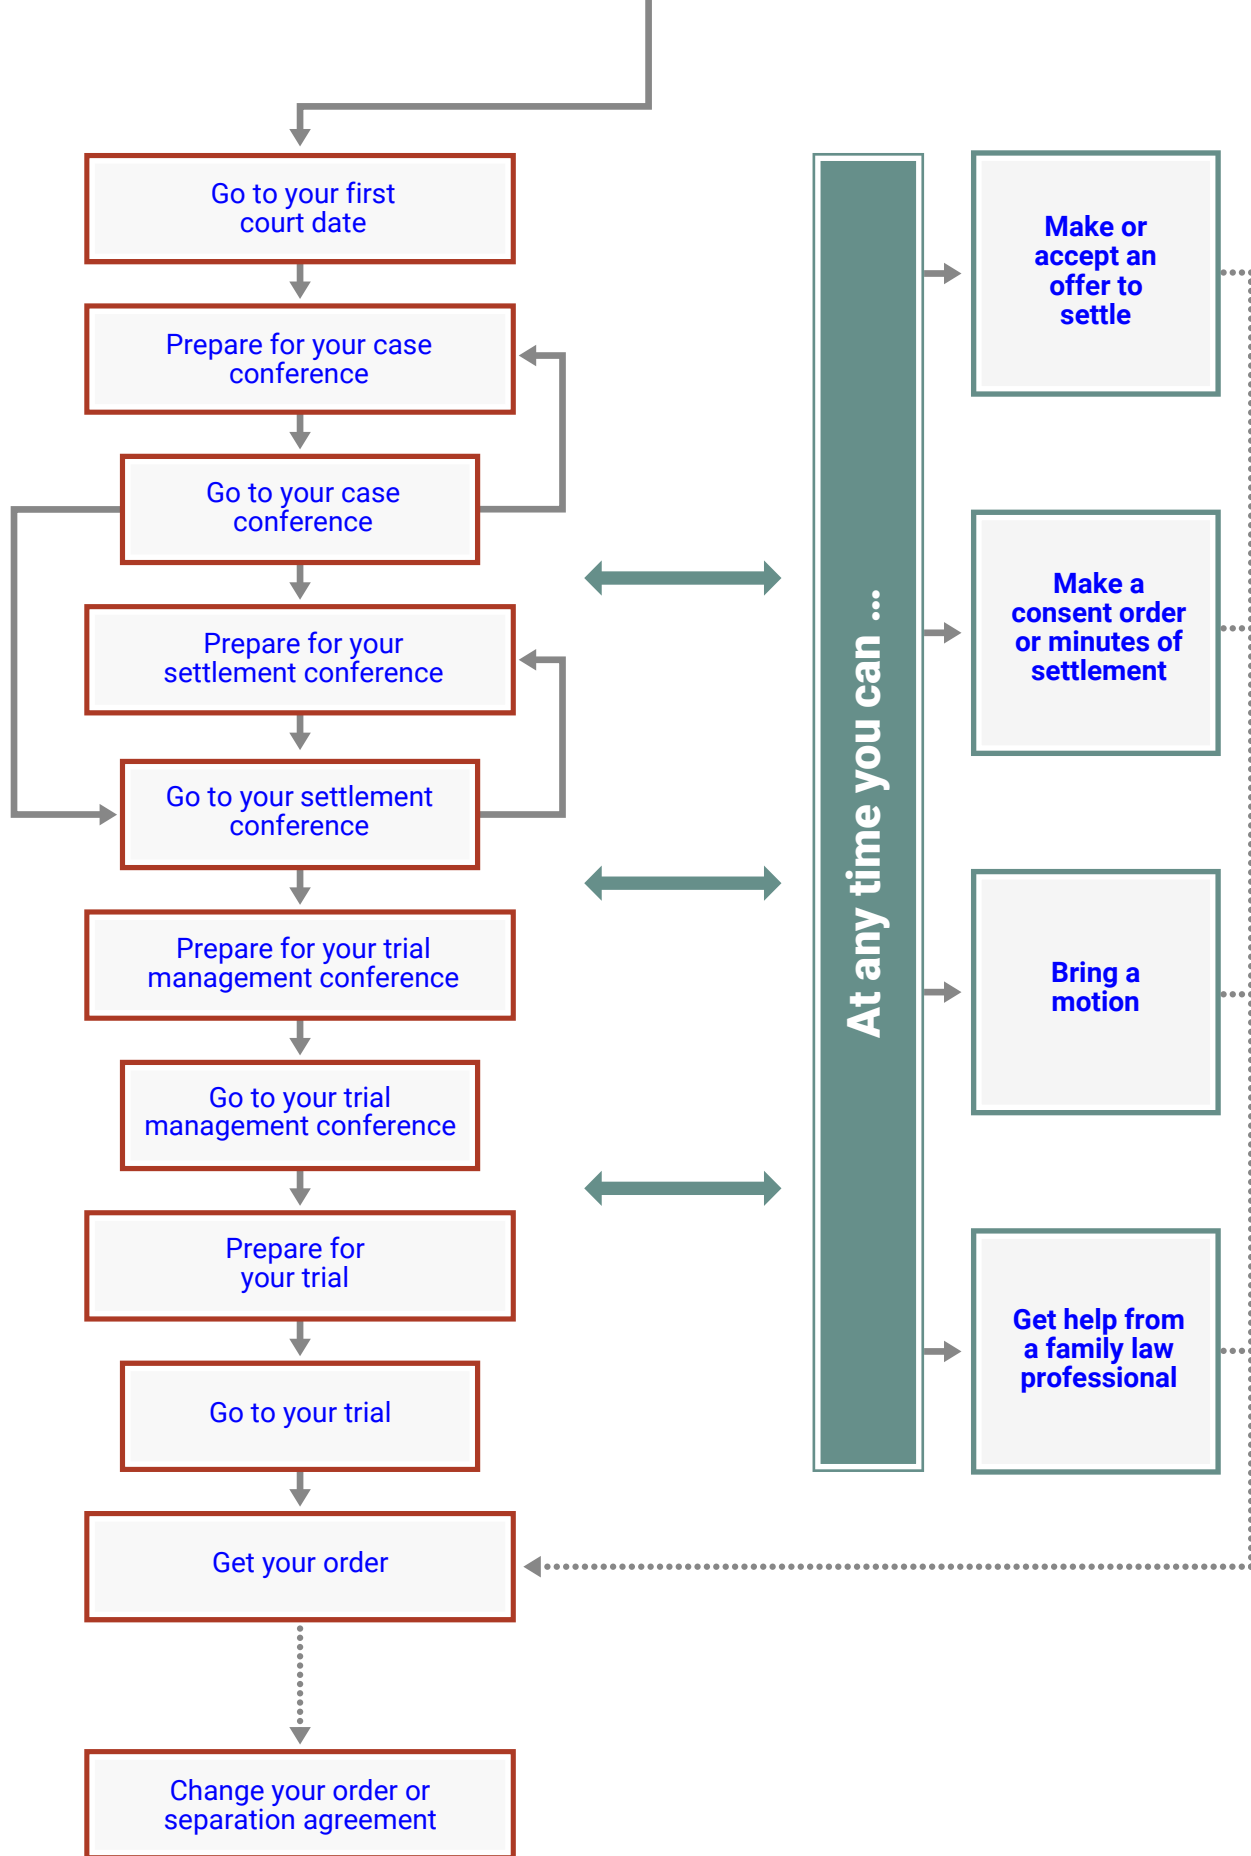 Go to your first
court date
Prepare for your case
conference
Go to your case
conference
Prepare for your
settlement conference
Go to your settlement
conference
Prepare for your trial
management conference
Go to your trial
management conference
Prepare for
your trial
Go to your trial
Get your order
Change your order or
separation agreement
At any time you can ...
Make or
accept an
offer to
settle
Make a
consent order
or minutes of
settlement
Bring a
motion
Get help from
a family law
professional